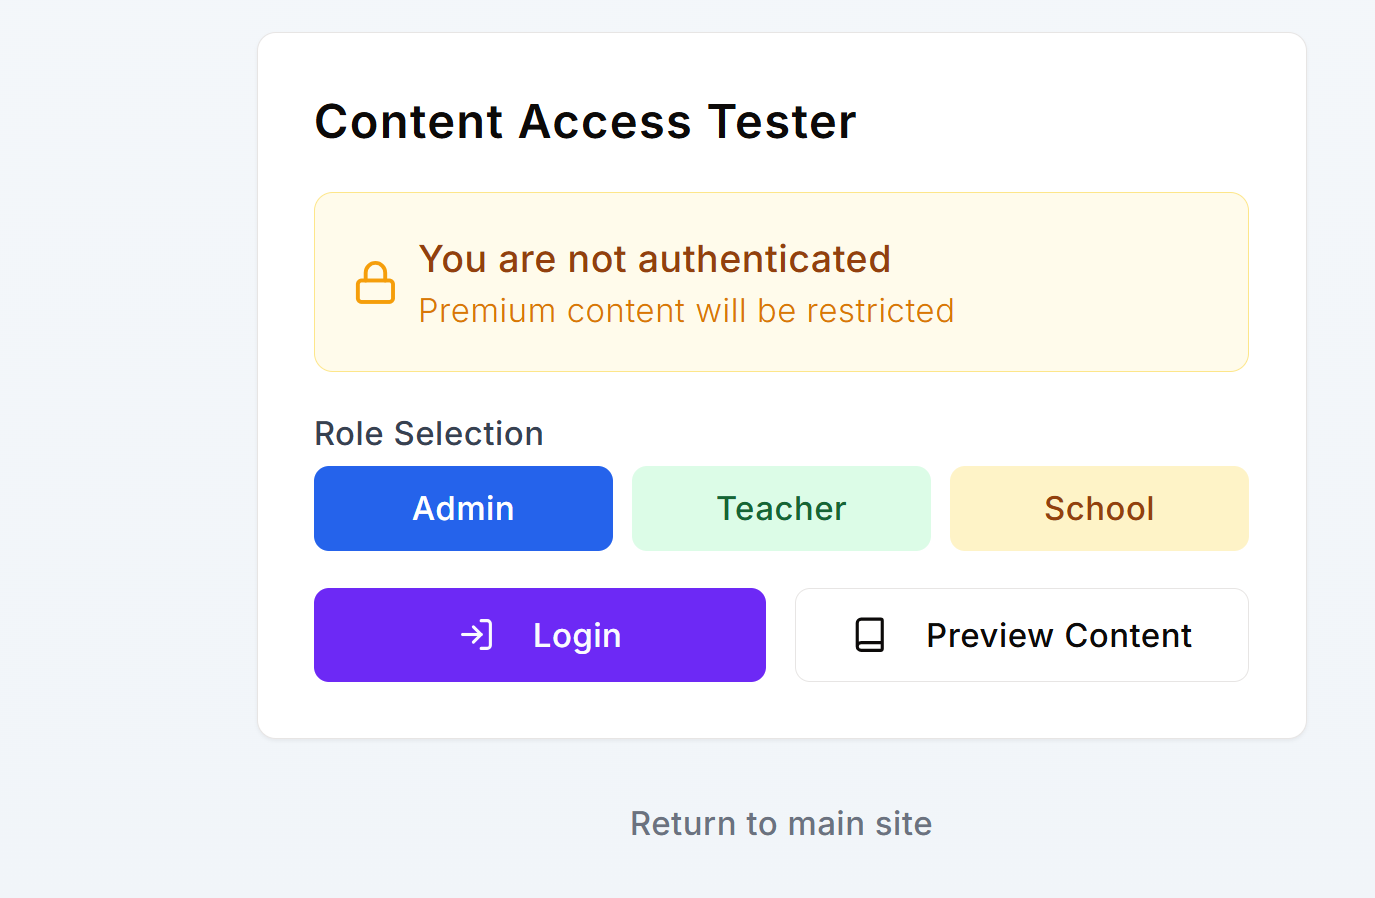 Content Access Tester
You are not authenticated
Premium content will be restricted
Role Selection
Admin
Teacher
School
Login
Preview Content
Return to main site